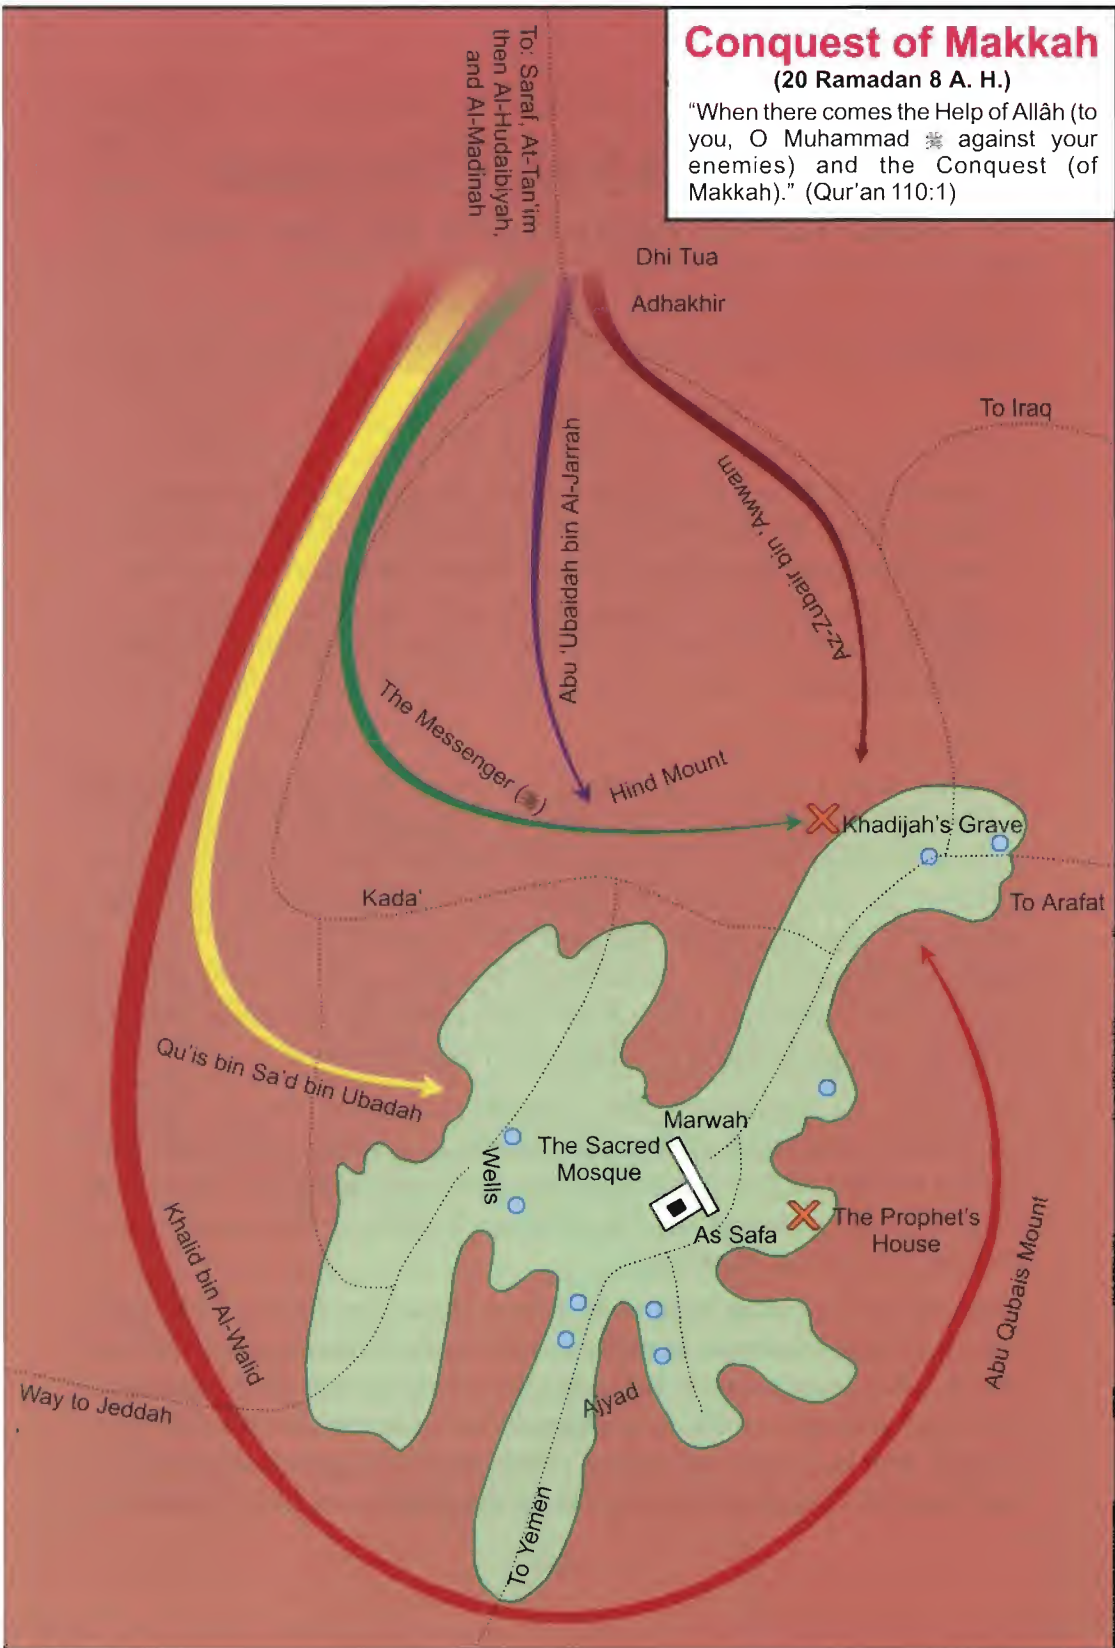 Conquest of Makkah
(20 Ramadan 8 A. H.)
“When there comes the Help of Allâh (to
you, O Muhammad ﷺ against your
enemies) and the Conquest (of
Makkah).” (Qur’an 110:1)
To: Saraf, At-Tan’im
then Al-Hudaibiyah,
and Al-Madinah
Dhi Tua
Adhakhir
To Iraq
Abu ‘Ubaidah bin Al-Jarrah
Az-Zubair bin ‘Awwam
The Messenger (ﷺ)
Hind Mount
Khadijah’s Grave
Kada’
To Arafat
Qu’is bin Sa’d bin Ubadah
Marwah
The Sacred
Mosque
Wells
As Safa
The Prophet’s
House
Khalid bin Al-Walid
Abu Qubais Mount
Way to Jeddah
Ajyad
To Yemen